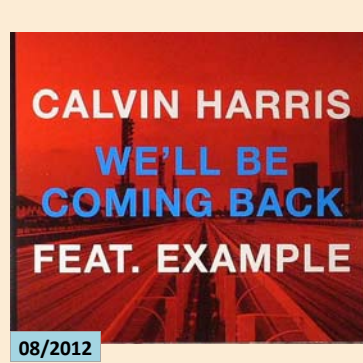 CALVIN HARRIS
WE'LL BE
COMING BACK
FEAT. EXAMPLE
08/2012